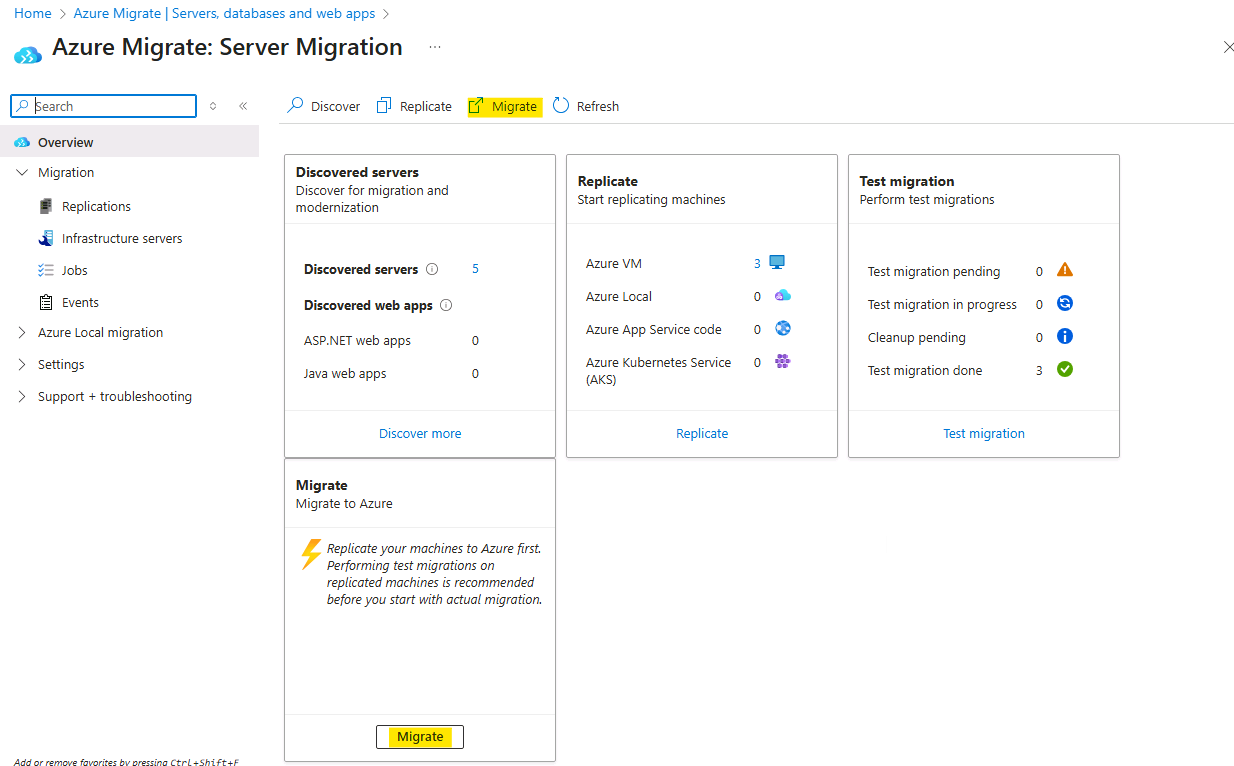 Home > Azure Migrate | Servers, databases and web apps >
Azure Migrate: Server Migration ...
Search
Overview
Migration
Replications
Infrastructure servers
Jobs
Events
Azure Local migration
Settings
Support + troubleshooting
Add or remove favorites by pressing Ctrl+Shift+F
Discover Replicate Migrate Refresh
Discovered servers
Discover for migration and
modernization
Discovered servers 5
Discovered web apps
ASP.NET web apps 0
Java web apps 0
Discover more
Replicate
Start replicating machines
Azure VM 3
Azure Local 0
Azure App Service code 0
Azure Kubernetes Service 0
(AKS)
Replicate
Test migration
Perform test migrations
Test migration pending 0
Test migration in progress 0
Cleanup pending 0
Test migration done 3
Test migration
Migrate
Migrate to Azure
Replicate your machines to Azure first.
Performing test migrations on
replicated machines is recommended
before you start with actual migration.
Migrate